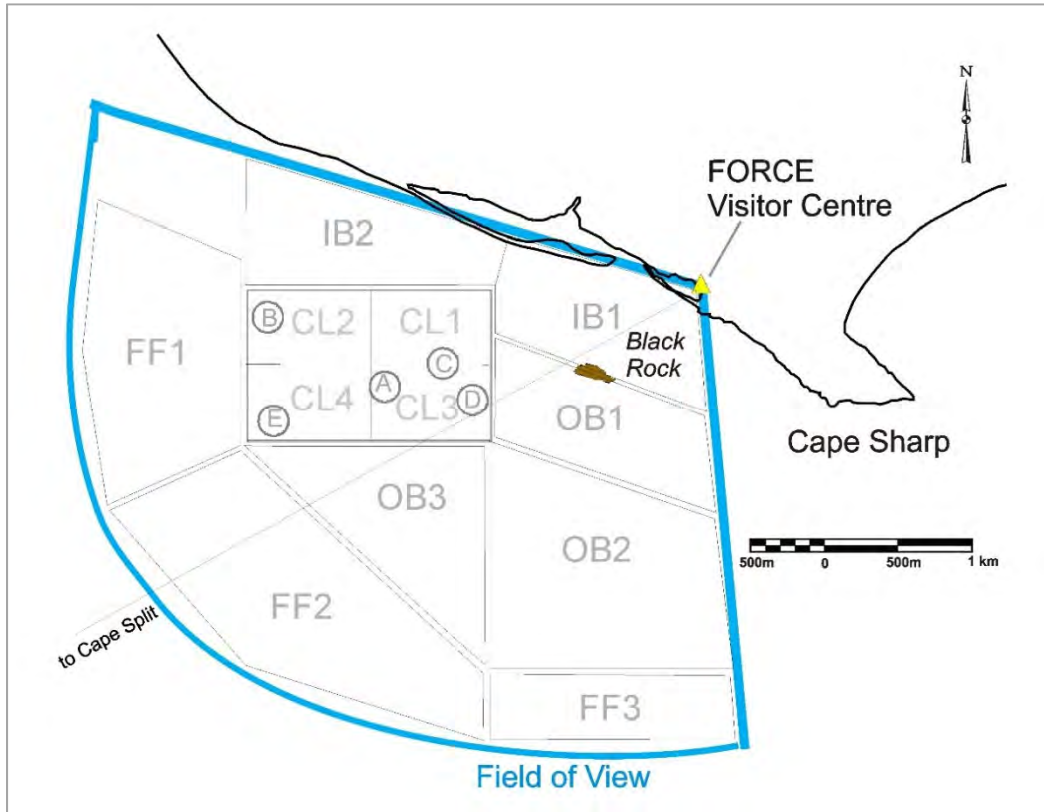 N
FORCE
Visitor Centre
IB2
IB1
Black
Rock
B
CL2
CL1
FF1
C
A
D
CL4
CL3
E
OB1
Cape Sharp
OB3
OB2
500m
0
500m
1 km
FF2
to Cape Split
FF3
Field of View